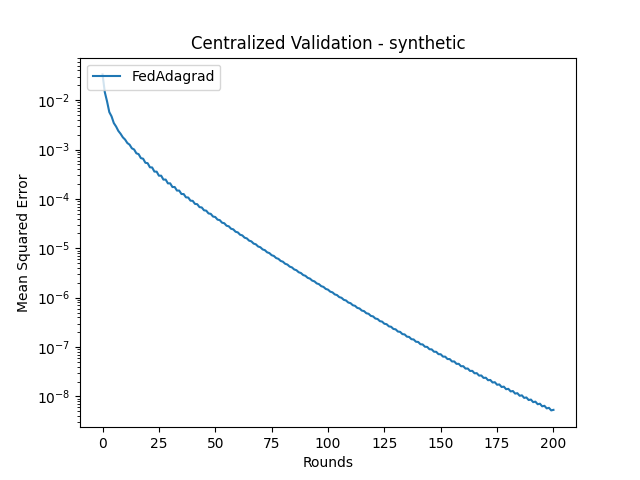 Centralized Validation - synthetic
FedAdagrad
Mean Squared Error
10⁻²
10⁻³
10⁻⁴
10⁻⁵
10⁻⁶
10⁻⁷
10⁻⁸
0 25 50 75 100 125 150 175 200
Rounds